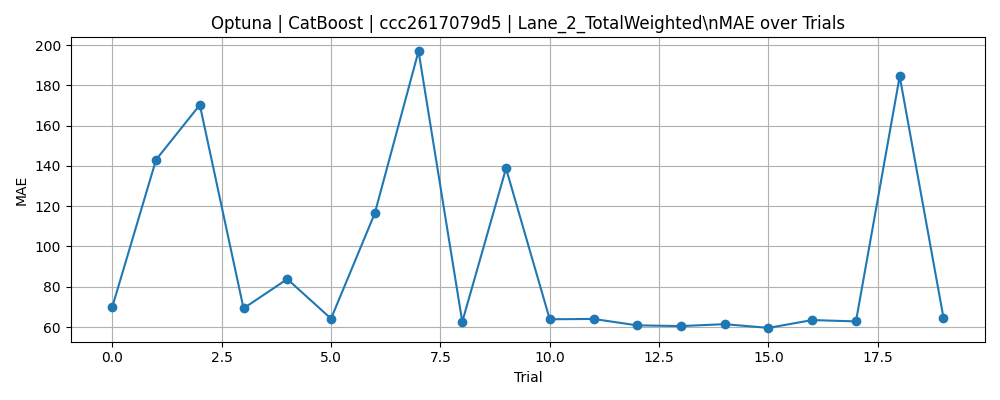 Optuna | CatBoost | ccc2617079d5 | Lane_2_TotalWeighted\nMAE over Trials
200
180
160
140
120
100
80
60
MAE
0.0 2.5 5.0 7.5 10.0 12.5 15.0 17.5
Trial